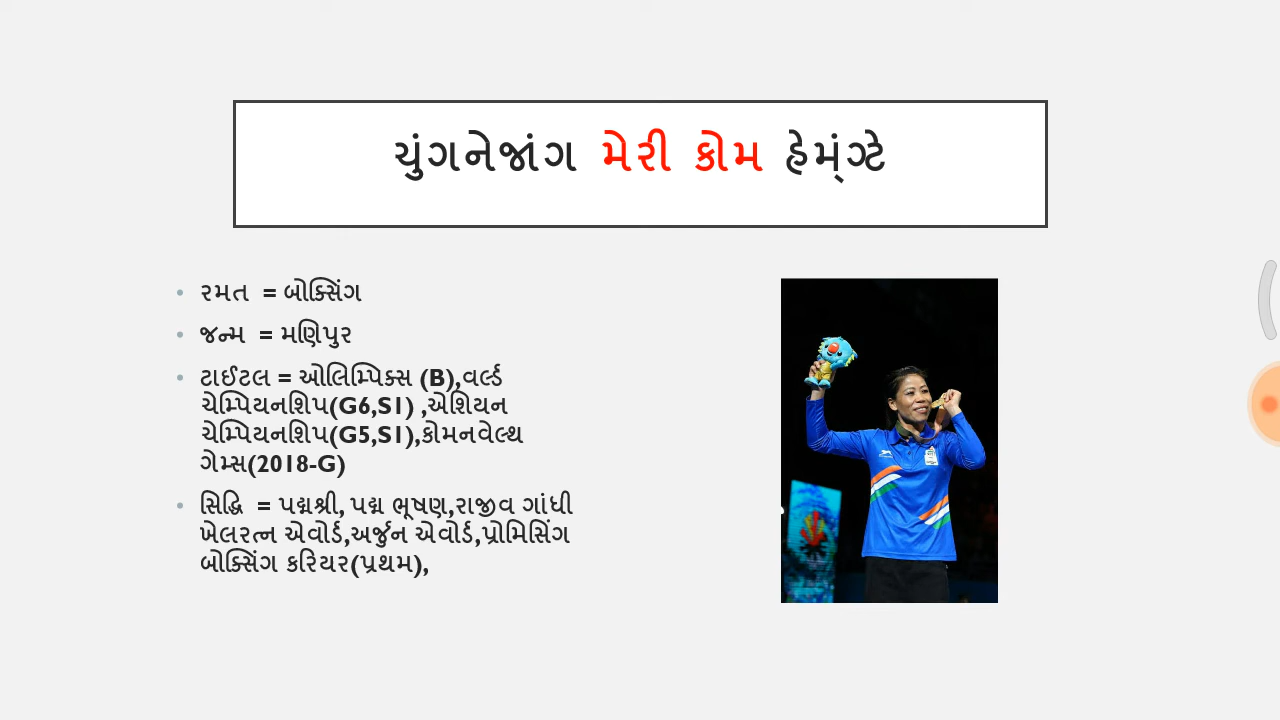 ચુંગનેજાંગ મેરી કોમ હેમ્ંગ્ટે
• રમત = બોક્સિંગ
• જન્મ = મણિપુર
• ટાઈટલ = ઓલિમ્પિક્સ (B),વર્લ્ડ
ચેમ્પિયનશિપ(G6,S1) ,એશિયન
ચેમ્પિયનશિપ(G5,S1),કોમનવેલ્થ
ગેમ્સ(2018-G)
• સિદ્ધિ = પદ્મશ્રી, પદ્મ ભૂષણ,રાજીવ ગાંધી
ખેલરત્ન એવોર્ડ,અર્જુન એવોર્ડ,પ્રોમિસિંગ
બોક્સિંગ કરિયર(પ્રથમ),